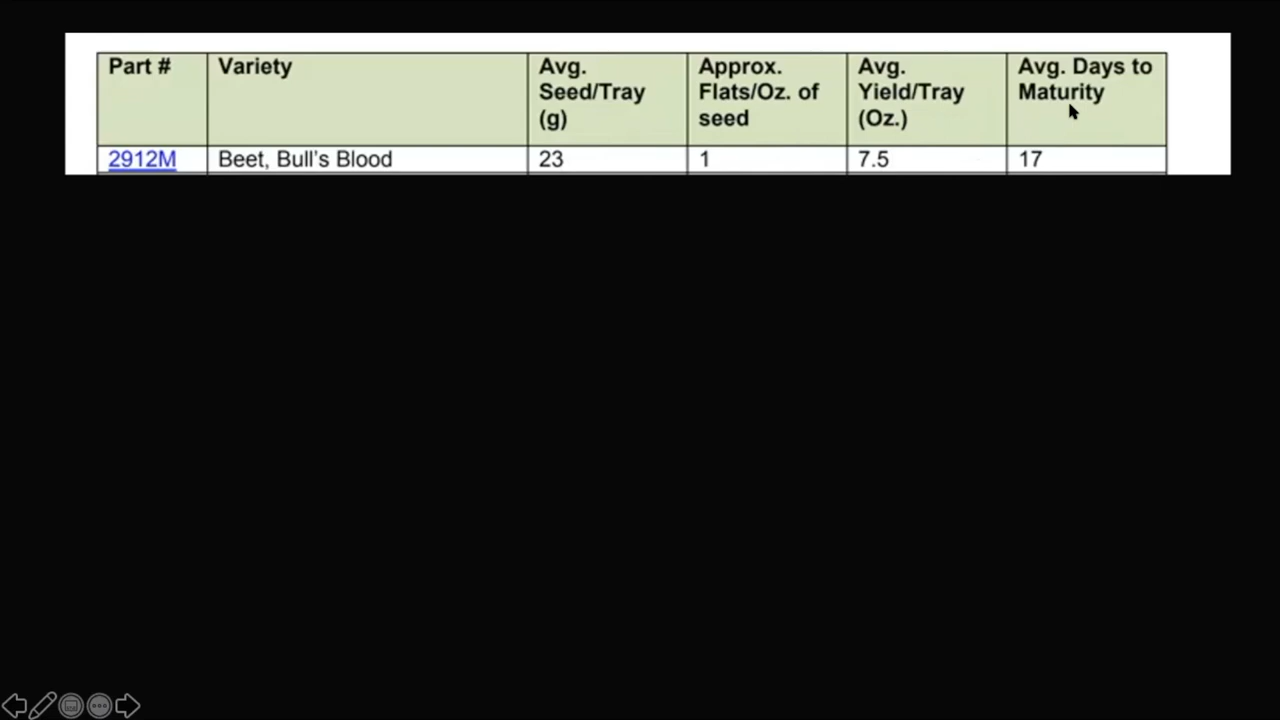 Part #
Variety
Avg.
Seed/Tray
(g)
Approx.
Flats/Oz. of
seed
Avg.
Yield/Tray
(Oz.)
Avg. Days to
Maturity
2912M
Beet, Bull's Blood
23
1
7.5
17